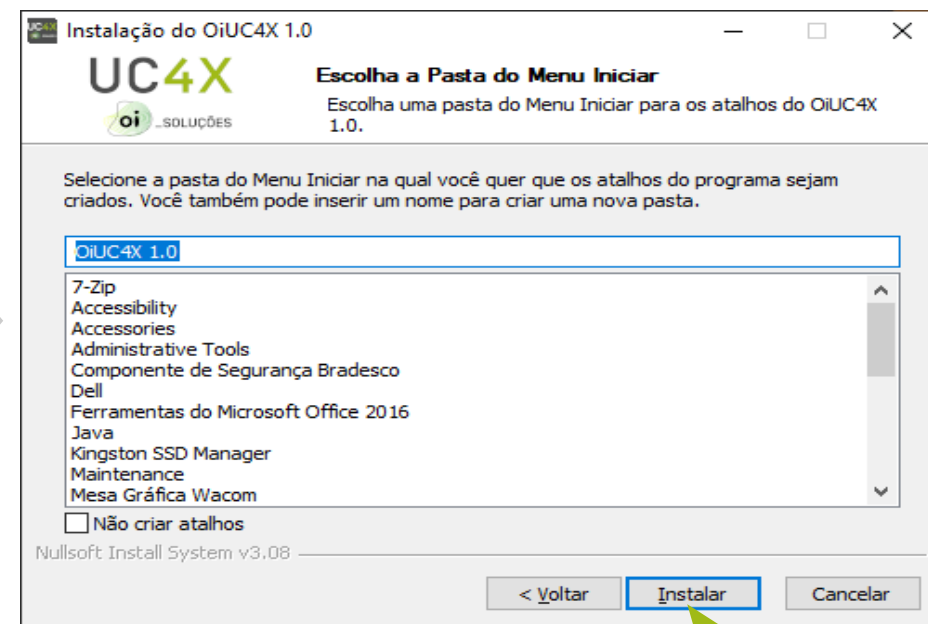 UC4X
Instalação do OiUC4X 1.0
UC4X
oi _SOLUÇÕES
Escolha a Pasta do Menu Iniciar
Escolha uma pasta do Menu Iniciar para os atalhos do OiUC4X
1.0.
Selecione a pasta do Menu Iniciar na qual você quer que os atalhos do programa sejam
criados. Você também pode inserir um nome para criar uma nova pasta.
OiUC4X 1.0
7-Zip
Accessibility
Accessories
Administrative Tools
Componente de Segurança Bradesco
Dell
Ferramentas do Microsoft Office 2016
Java
Kingston SSD Manager
Maintenance
Mesa Gráfica Wacom
Não criar atalhos
Nullsoft Install System v3.08
< Voltar
Instalar
Cancelar